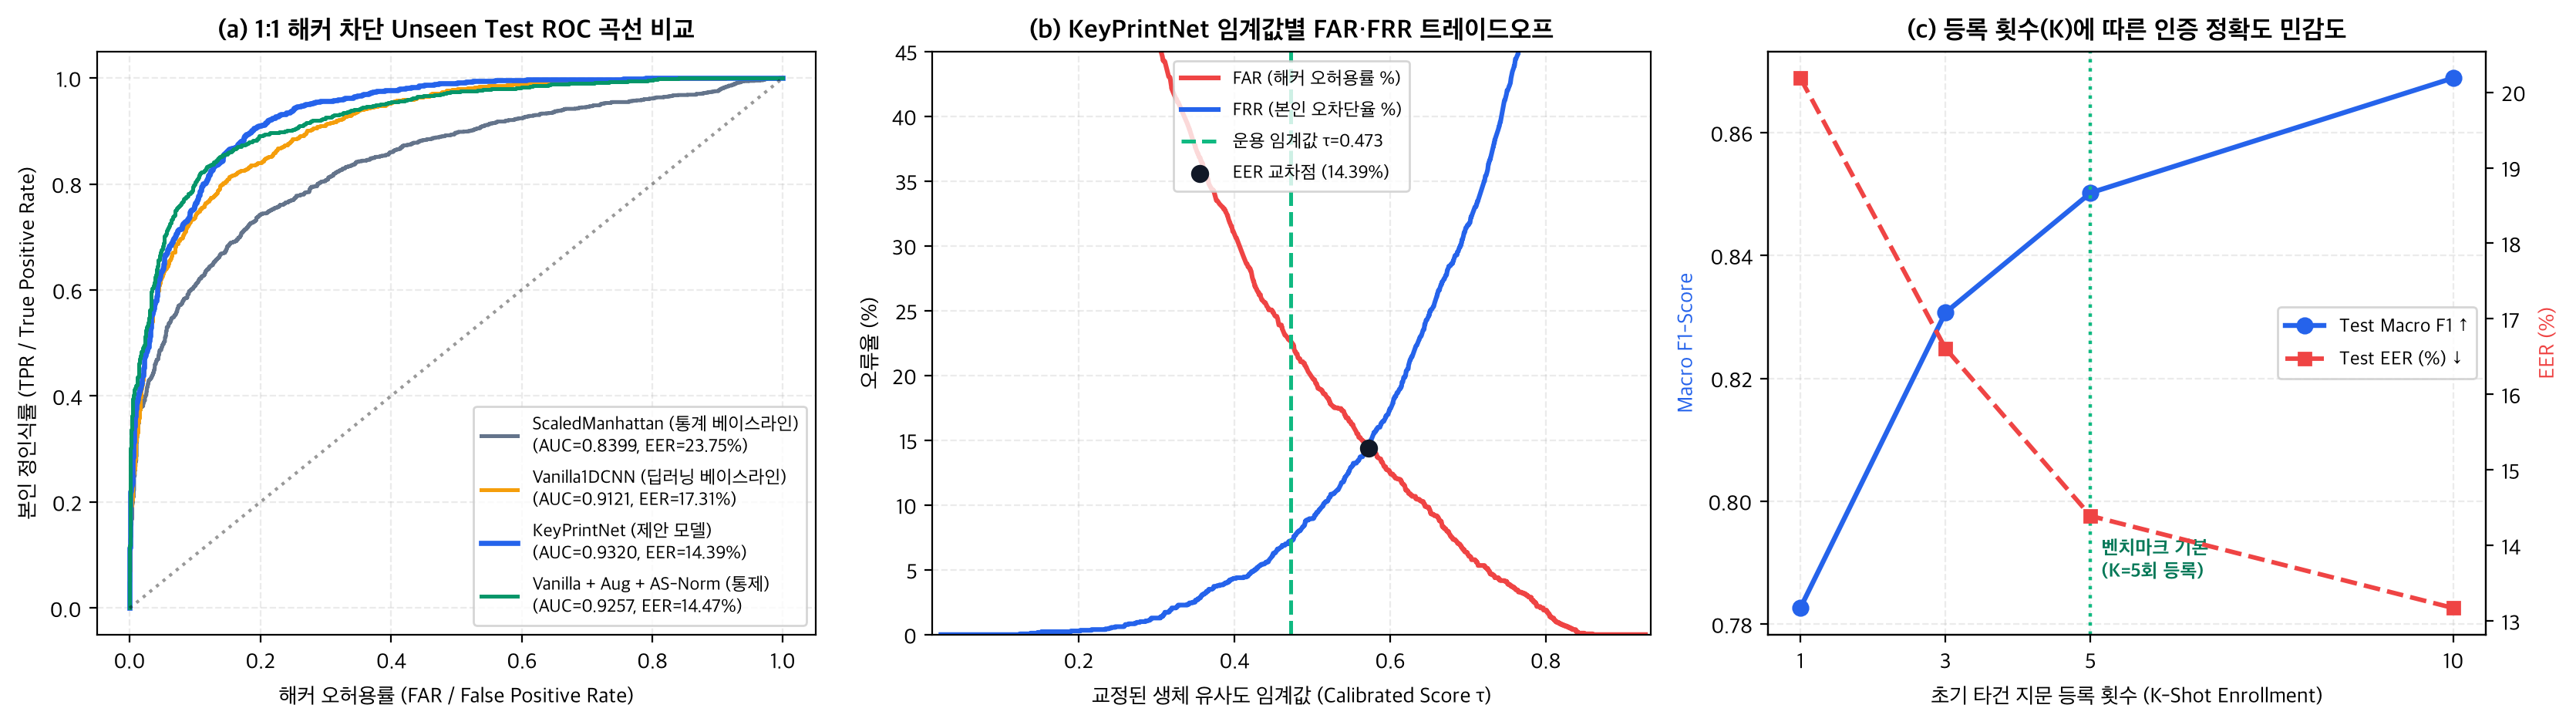 (a) 1:1 해커 차단 Unseen Test ROC 곡선 비교
본인 정인식률 (TPR / True Positive Rate)
1.0
0.8
0.6
0.4
0.2
0.0
ScaledManhattan (통계 베이스라인)
(AUC=0.8399, EER=23.75%)
Vanilla1DCNN (딥러닝 베이스라인)
(AUC=0.9121, EER=17.31%)
KeyPrintNet (제안 모델)
(AUC=0.9320, EER=14.39%)
Vanilla + Aug + AS-Norm (통제)
(AUC=0.9257, EER=14.47%)
0.0 0.2 0.4 0.6 0.8 1.0
해커 오허용률 (FAR / False Positive Rate)
(b) KeyPrintNet 임계값별 FAR·FRR 트레이드오프
오류율 (%)
45
40
35
30
25
20
15
10
5
0
FAR (해커 오허용률 %)
FRR (본인 오차단율 %)
운용 임계값 τ=0.473
EER 교차점 (14.39%)
0.2 0.4 0.6 0.8
교정된 생체 유사도 임계값 (Calibrated Score τ)
(c) 등록 횟수(K)에 따른 인증 정확도 민감도
Macro F1-Score
0.86
0.84
0.82
0.80
0.78
Test Macro F1 ↑
Test EER (%) ↓
벤치마크 기본
(K=5회 등록)
20
19
18
17
16
15
14
13
EER (%)
1 3 5 10
초기 타건 지문 등록 횟수 (K-Shot Enrollment)